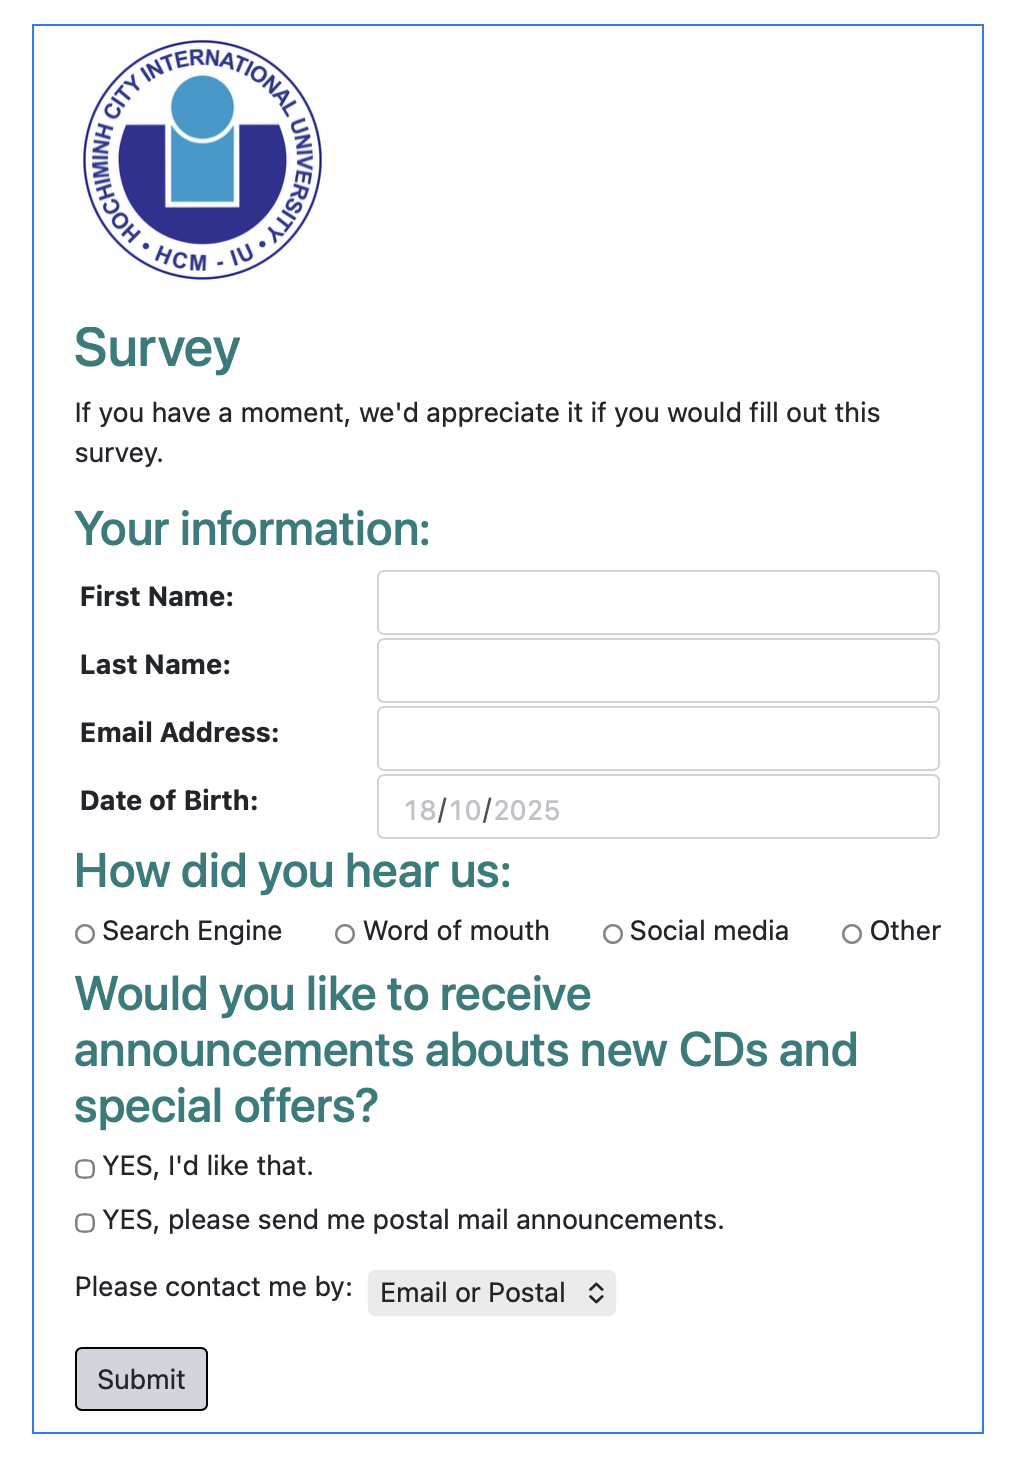 HOCHIMINH CITY INTERNATIONAL UNIVERSITY
• HCM - IU •
Survey
If you have a moment, we'd appreciate it if you would fill out this
survey.
Your information:
First Name:
Last Name:
Email Address:
Date of Birth:
18/10/2025
How did you hear us:
Search Engine Word of mouth Social media Other
Would you like to receive
announcements abouts new CDs and
special offers?
YES, I'd like that.
YES, please send me postal mail announcements.
Please contact me by: Email or Postal
Submit